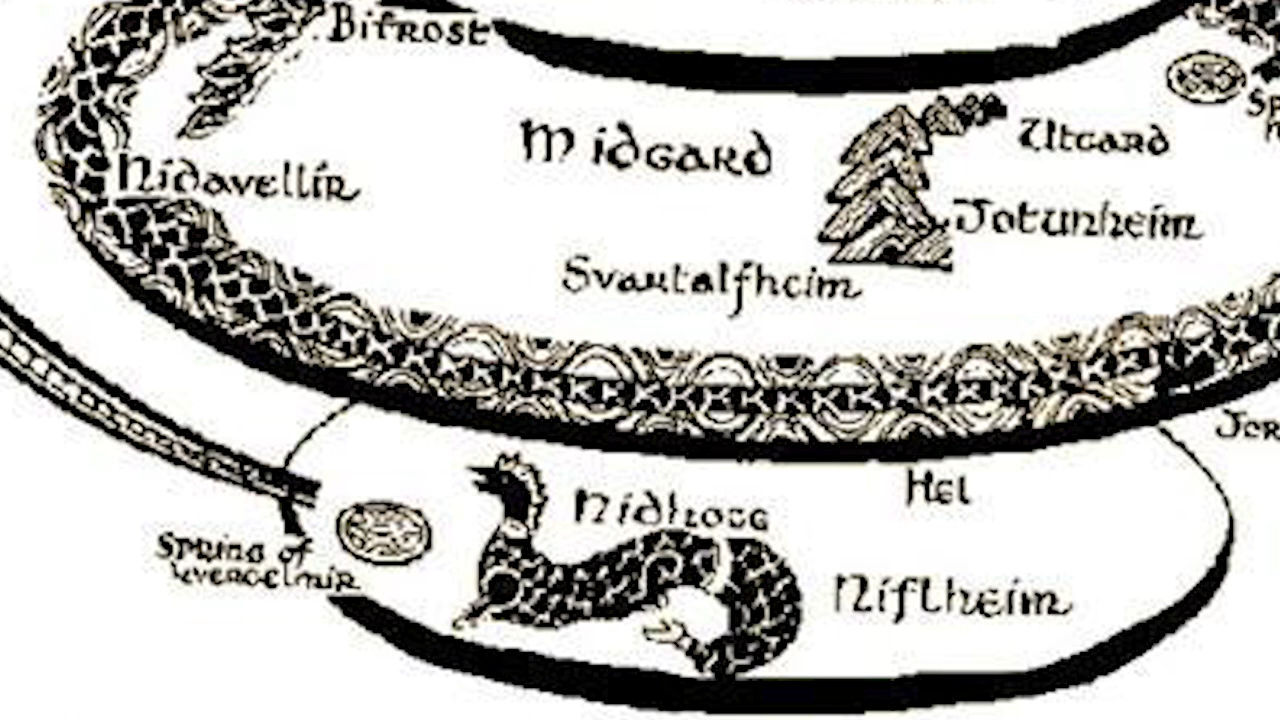 Bifrost
Midgard
Utgard
Nidavellir
Jotunheim
Svartalfheim
Hel
Nidhogg
Spring of
Hvergelmir
Niflheim